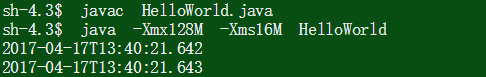 sh-4.3$ javac HelloWorld.java
sh-4.3$ java -Xmx128M -Xms16M HelloWorld
2017-04-17T13:40:21.642
2017-04-17T13:40:21.643